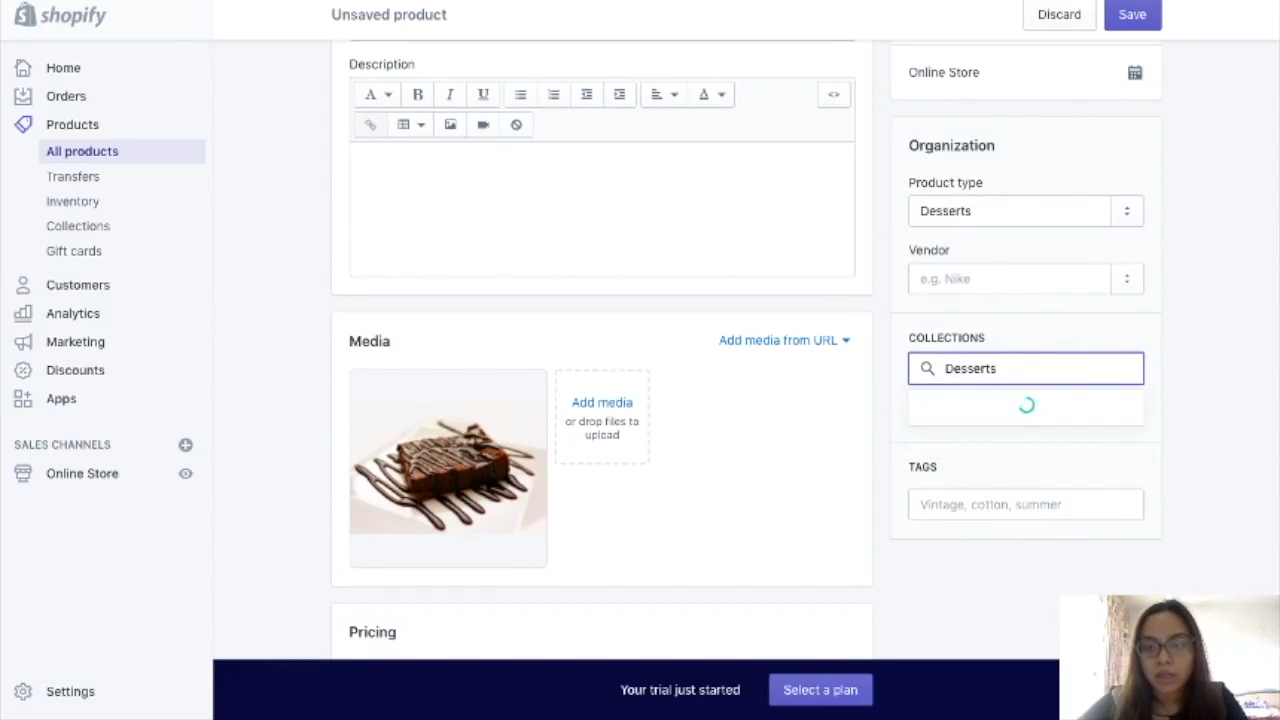 shopify
Unsaved product
Discard
Save
Home
Orders
Products
All products
Transfers
Inventory
Collections
Gift cards
Customers
Analytics
Marketing
Discounts
Apps
SALES CHANNELS
Online Store
Settings
Description
A
B
I
U
A
<>
Media
Add media from URL
Add media
or drop files to
upload
Pricing
Online Store
Organization
Product type
Desserts
Vendor
e.g. Nike
COLLECTIONS
Desserts
TAGS
Vintage, cotton, summer
Your trial just started
Select a plan